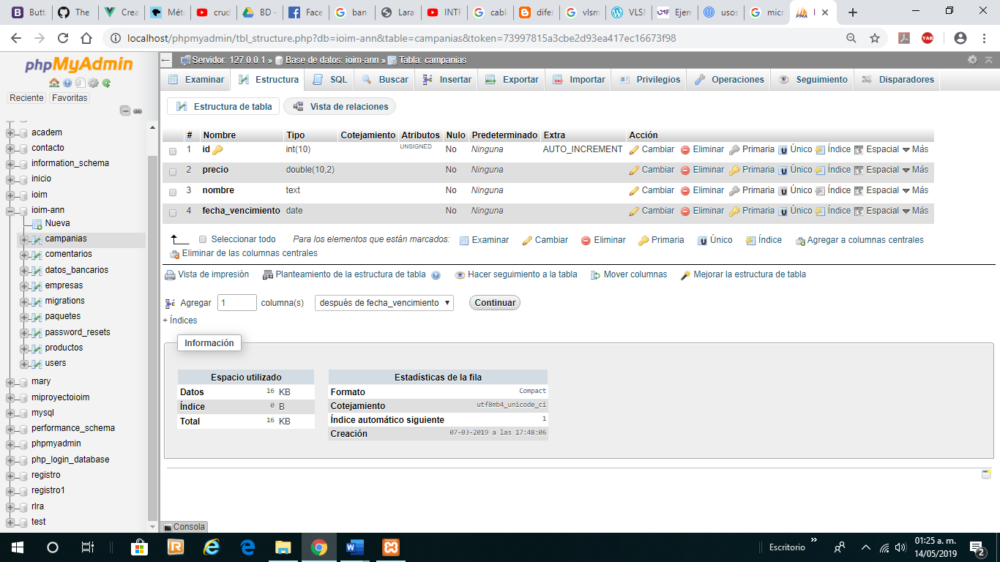 Butt The Crea Mét crud BD - Face ban Lara INTF cabl difer vlsm VLSM Ejem usos micr
localhost/phpmyadmin/tbl_structure.php?db=ioim-ann&table=campanias&token=73997815a3cbe2d93ea417ec16673f98
phpMyAdmin
Reciente Favoritas
academ
contacto
information_schema
inicio
ioim
ioim-ann
Nueva
campanias
comentarios
datos_bancarios
empresas
migrations
paquetes
password_resets
productos
users
mary
miproyectoioim
mysql
performance_schema
phpmyadmin
php_login_database
registro
registro1
rlra
test
Servidor: 127.0.0.1 » Base de datos: ioim-ann » Tabla: campanias
Examinar Estructura SQL Buscar Insertar Exportar Importar Privilegios Operaciones Seguimiento Disparadores
Estructura de tabla Vista de relaciones
# Nombre Tipo Cotejamiento Atributos Nulo Predeterminado Extra Acción
1 id int(10) UNSIGNED No Ninguna AUTO_INCREMENT Cambiar Eliminar Primaria Único Índice Espacial Más
2 precio double(10,2) No Ninguna Cambiar Eliminar Primaria Único Índice Espacial Más
3 nombre text No Ninguna Cambiar Eliminar Primaria Único Índice Espacial Más
4 fecha_vencimiento date No Ninguna Cambiar Eliminar Primaria Único Índice Espacial Más
Seleccionar todo Para los elementos que están marcados: Examinar Cambiar Eliminar Primaria Único Índice Agregar a columnas centrales
Eliminar de las columnas centrales
Vista de impresión Planteamiento de la estructura de tabla Hacer seguimiento a la tabla Mover columnas Mejorar la estructura de tabla
Agregar 1 columna(s) después de fecha_vencimiento Continuar
+ Índices
Información
Espacio utilizado
Datos 16 KB
Índice 0 B
Total 16 KB
Estadísticas de la fila
Formato Compact
Cotejamiento utf8mb4_unicode_ci
Índice automático siguiente 1
Creación 07-03-2019 a las 17:48:06
Consola
Escritorio
01:25 a. m.
14/05/2019
2